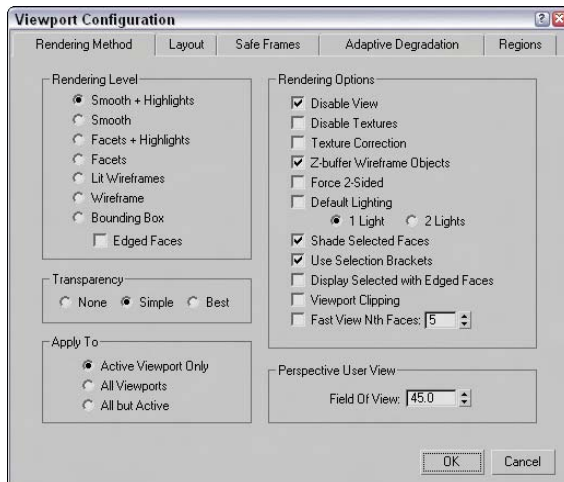 Viewport Configuration
Rendering Method Layout Safe Frames Adaptive Degradation Regions
Rendering Level
Smooth + Highlights
Smooth
Facets + Highlights
Facets
Lit Wireframes
Wireframe
Bounding Box
Edged Faces
Transparency
None Simple Best
Apply To
Active Viewport Only
All Viewports
All but Active
Rendering Options
Disable View
Disable Textures
Texture Correction
Z-buffer Wireframe Objects
Force 2-Sided
Default Lighting
1 Light 2 Lights
Shade Selected Faces
Use Selection Brackets
Display Selected with Edged Faces
Viewport Clipping
Fast View Nth Faces: 5
Perspective User View
Field Of View: 45.0
OK Cancel